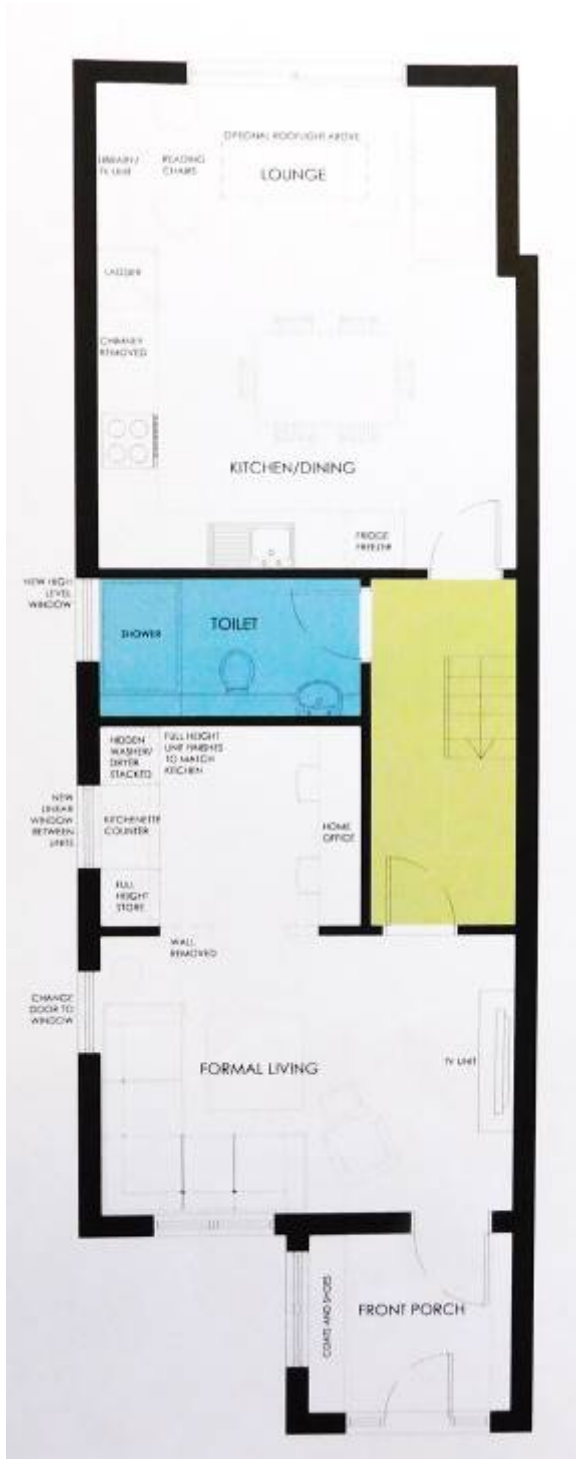 OPTIONAL ROOFLIGHT ABOVE
LIBRARY/
TV UNIT
READING
CHAIRS
LOUNGE
LARDER
CHIMNEY
REMOVED
KITCHEN/DINING
FRIDGE
FREEZER
NEW HIGH
LEVEL
WINDOW
SHOWER
TOILET
HIDDEN
WASHER/
DRYER
STACKED
FULL HEIGHT
UNIT FINISHES
TO MATCH
KITCHEN
NEW
LINEAR
WINDOW
BETWEEN
UNITS
KITCHENETTE
COUNTER
HOME
OFFICE
FULL
HEIGHT
STORE
WALL
REMOVED
CHANGE
DOOR TO
WINDOW
FORMAL LIVING
TV UNIT
COATS AND SHOES
FRONT PORCH